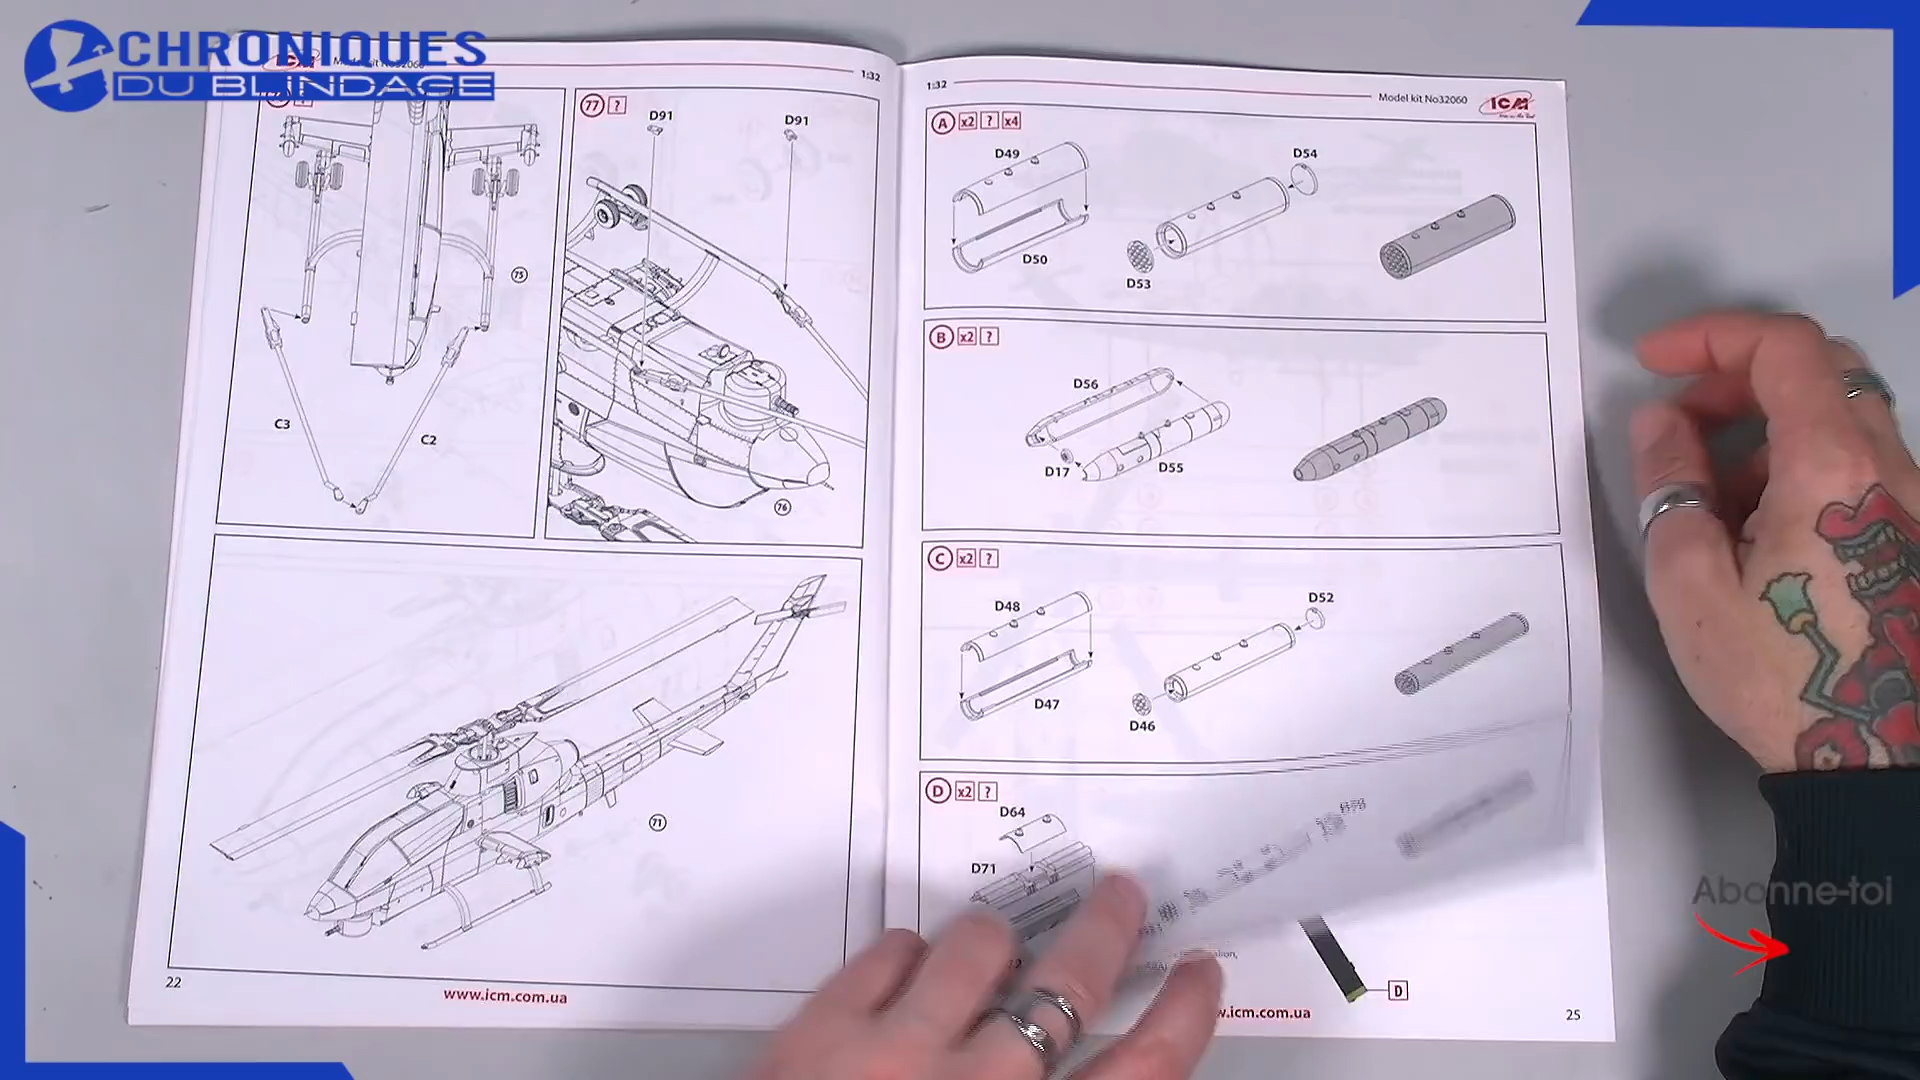 CHRONIQUES
DU BLINDAGE
1:32
77 ?
D91
D91
75
C3
C2
76
71
22
www.icm.com.ua
1:32
Model kit No32060
ICM
A x2 ? x4
D49
D54
D50
D53
B x2 ?
D56
D17
D55
C x2 ?
D48
D52
D47
D46
D x2 ?
D64
D71
D
w.icm.com.ua
25
Abonne-toi